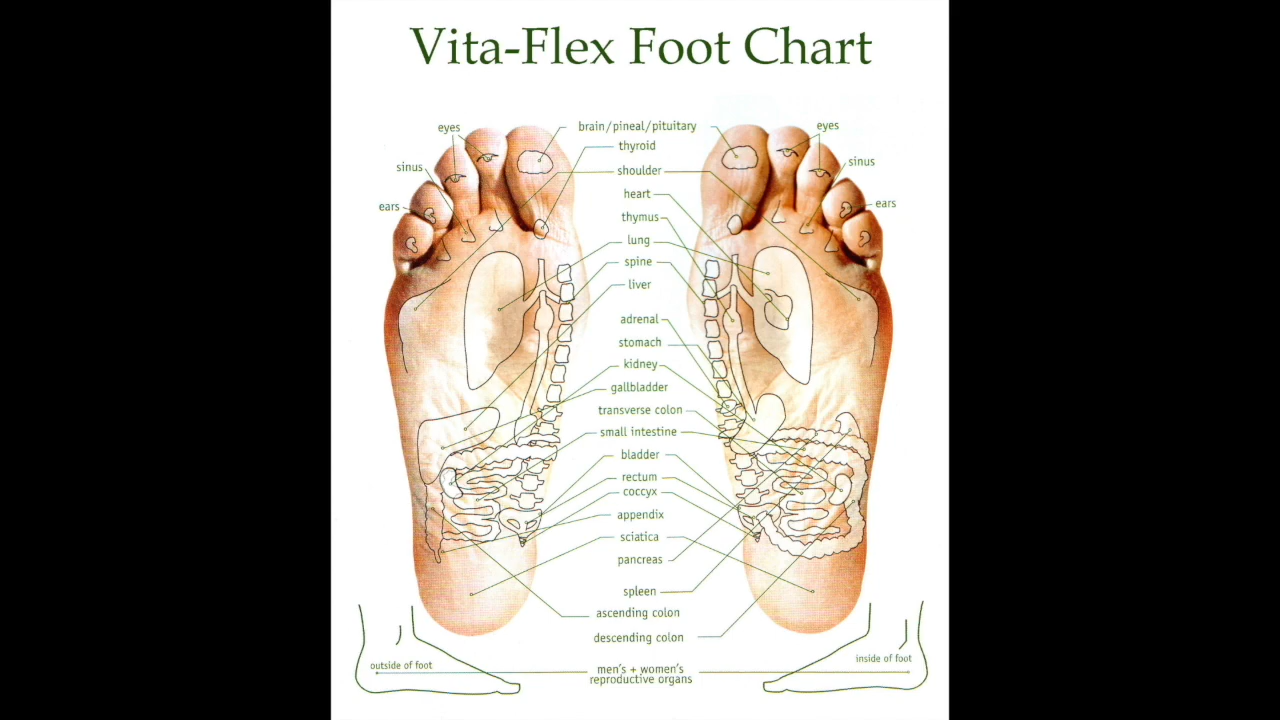 Vita-Flex Foot Chart
eyes
brain/pineal/pituitary
eyes
thyroid
sinus
shoulder
sinus
heart
ears
ears
thymus
lung
spine
liver
adrenal
stomach
kidney
gallbladder
transverse colon
small intestine
bladder
rectum
coccyx
appendix
sciatica
pancreas
spleen
ascending colon
descending colon
outside of foot
inside of foot
men's + women's
reproductive organs